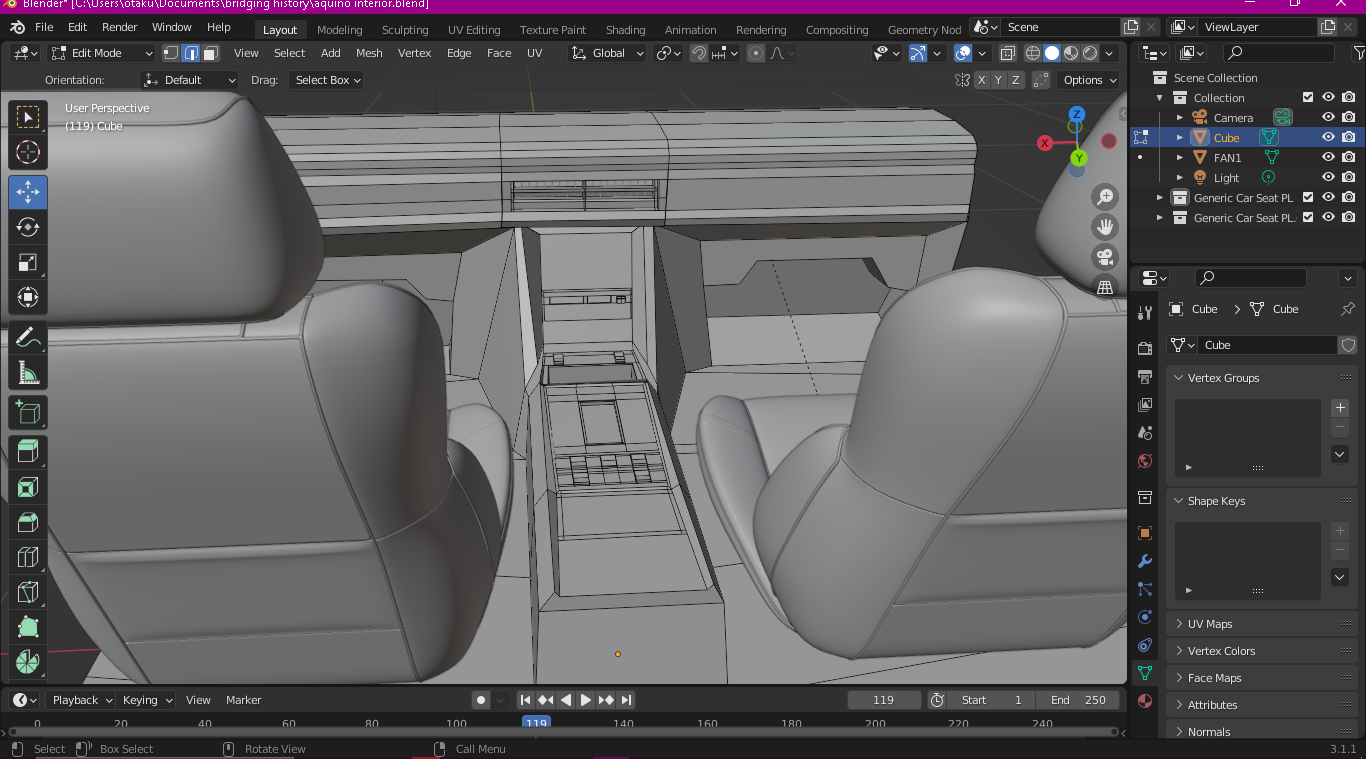 Blender* [C:\Users\otaku\Documents\bridging history\aquino interior.blend]
File Edit Render Window Help Layout Modeling Sculpting UV Editing Texture Paint Shading Animation Rendering Compositing Geometry Nod Scene ViewLayer
Edit Mode View Select Add Mesh Vertex Edge Face UV Global
Orientation: Default Drag: Select Box X Y Z Options
User Perspective
(119) Cube
Z
X
Y
Scene Collection
Collection
Camera
Cube
FAN1
Light
Generic Car Seat PL
Generic Car Seat PL.
Cube Cube
Cube
Vertex Groups
Shape Keys
UV Maps
Vertex Colors
Face Maps
Attributes
Normals
Playback Keying View Marker 119 Start 1 End 250
0 20 40 60 80 100 119 140 160 180 200 220 240
Select Box Select Rotate View Call Menu 3.1.1